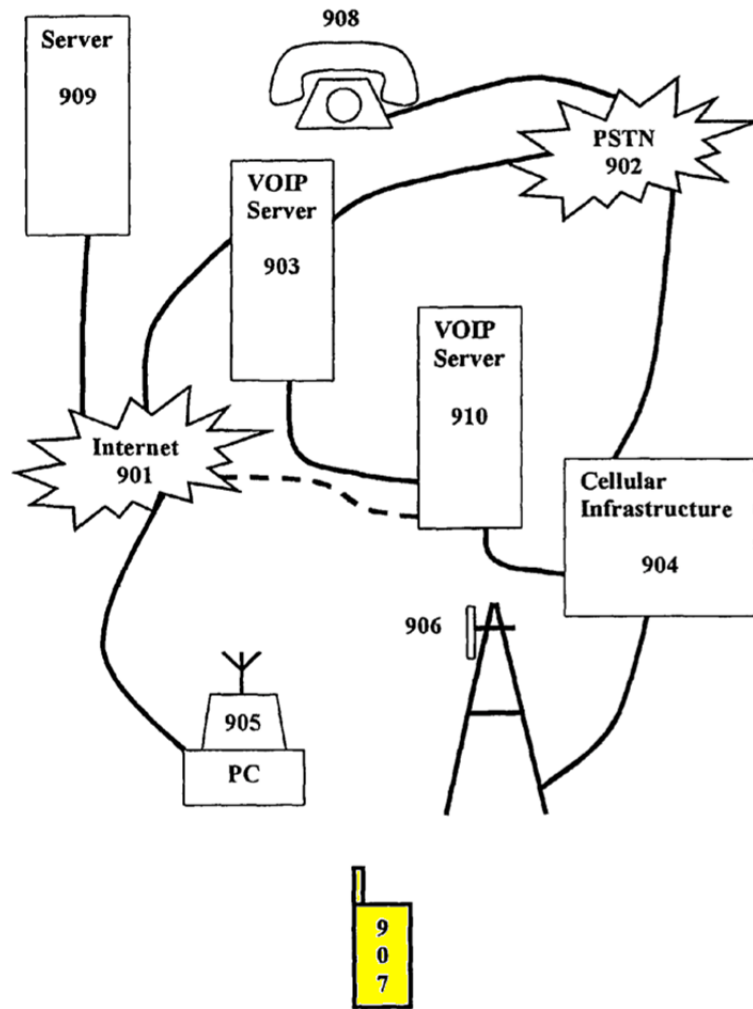 908
Server
909
PSTN
902
VOIP
Server
903
VOIP
Server
910
Internet
901
Cellular
Infrastructure
904
906
905
PC
9
0
7